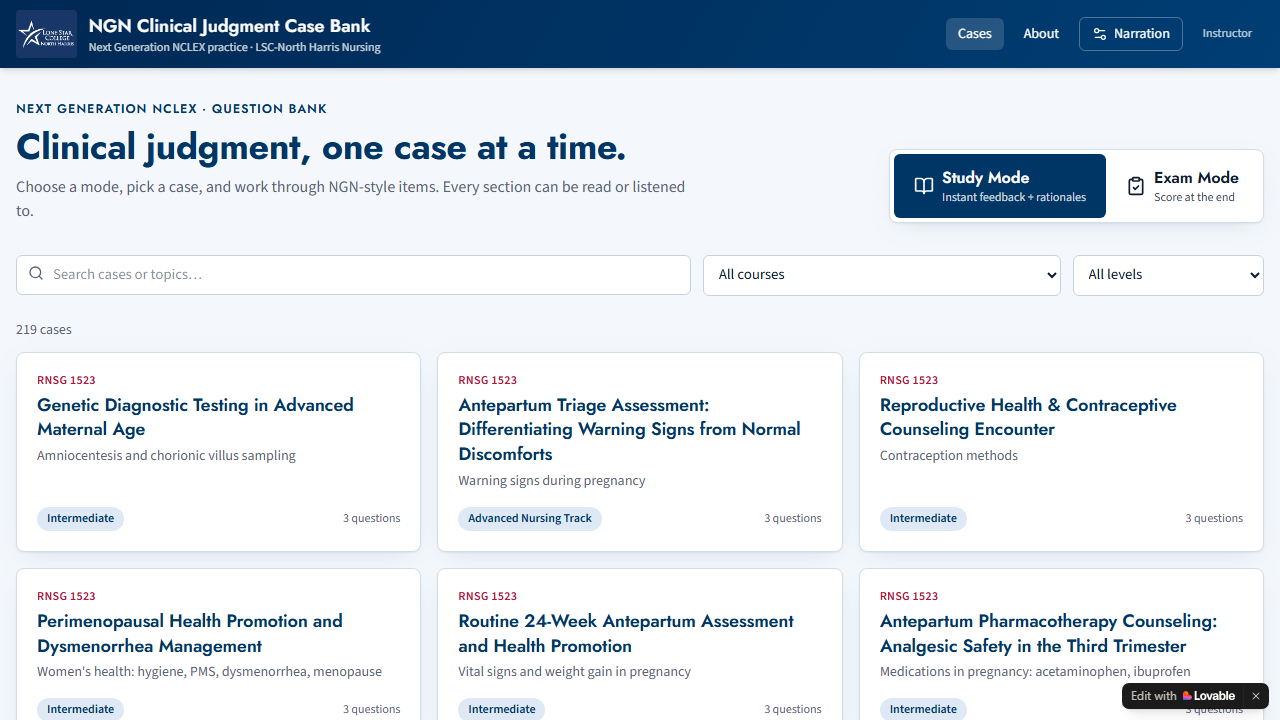 LONE STAR
COLLEGE
NORTH HARRIS
NGN Clinical Judgment Case Bank
Next Generation NCLEX practice · LSC-North Harris Nursing
Cases
About
Narration
Instructor
NEXT GENERATION NCLEX · QUESTION BANK
Clinical judgment, one case at a time.
Choose a mode, pick a case, and work through NGN-style items. Every section can be read or listened
to.
Study Mode
Instant feedback + rationales
Exam Mode
Score at the end
Search cases or topics…
All courses
All levels
219 cases
RNSG 1523
Genetic Diagnostic Testing in Advanced
Maternal Age
Amniocentesis and chorionic villus sampling
Intermediate
3 questions
RNSG 1523
Antepartum Triage Assessment:
Differentiating Warning Signs from Normal
Discomforts
Warning signs during pregnancy
Advanced Nursing Track
3 questions
RNSG 1523
Reproductive Health & Contraceptive
Counseling Encounter
Contraception methods
Intermediate
3 questions
RNSG 1523
Perimenopausal Health Promotion and
Dysmenorrhea Management
Women's health: hygiene, PMS, dysmenorrhea, menopause
Intermediate
3 questions
RNSG 1523
Routine 24-Week Antepartum Assessment
and Health Promotion
Vital signs and weight gain in pregnancy
Intermediate
3 questions
RNSG 1523
Antepartum Pharmacotherapy Counseling:
Analgesic Safety in the Third Trimester
Medications in pregnancy: acetaminophen, ibuprofen
Intermediate
3 questions
Edit with Lovable